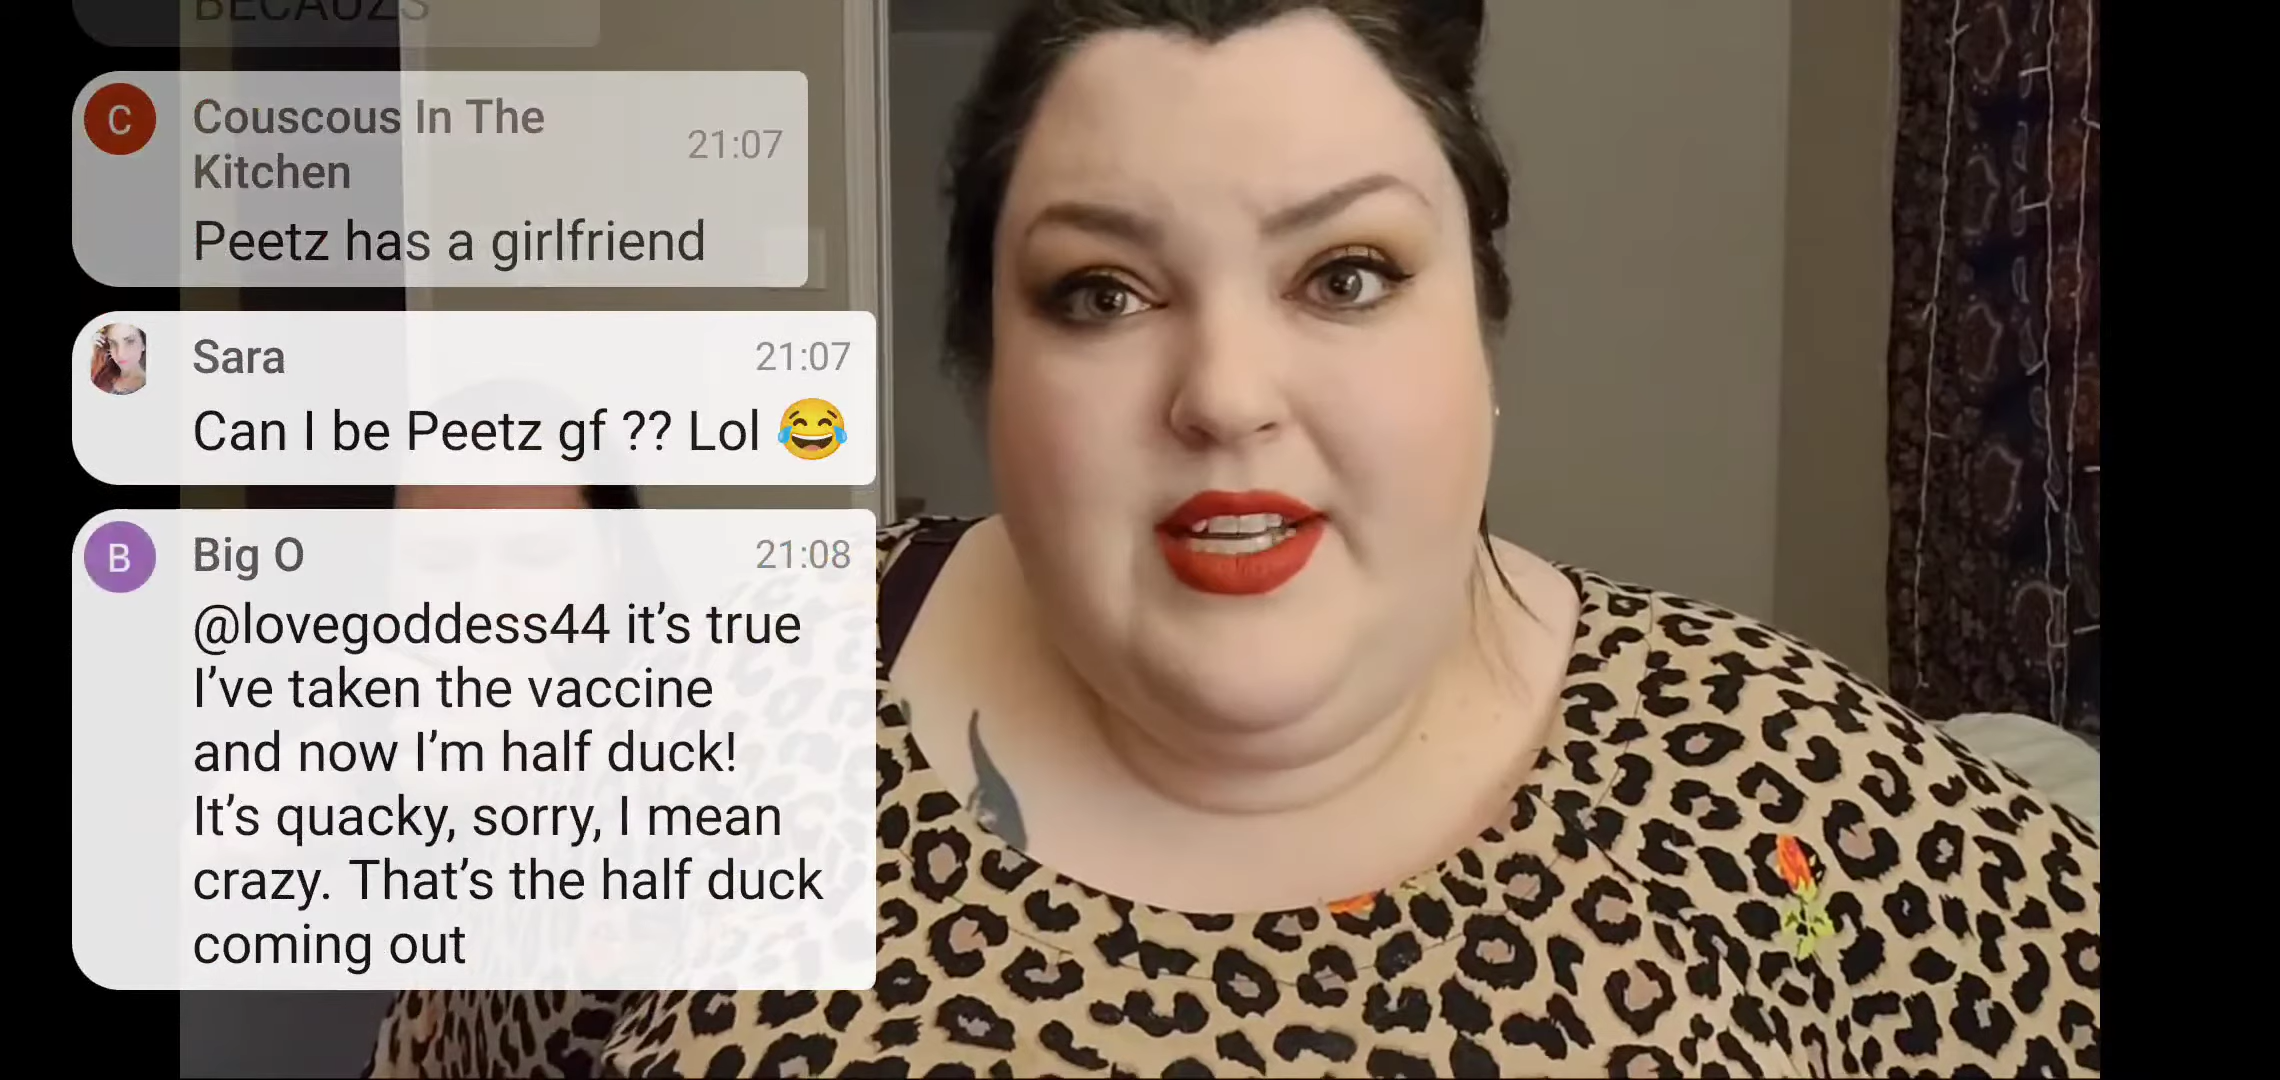 BECAUZS
C
Couscous In The
Kitchen
21:07
Peetz has a girlfriend
Sara
21:07
Can I be Peetz gf ?? Lol 😂
B
Big O
21:08
@lovegoddess44 it’s true
I’ve taken the vaccine
and now I’m half duck!
It’s quacky, sorry, I mean
crazy. That’s the half duck
coming out